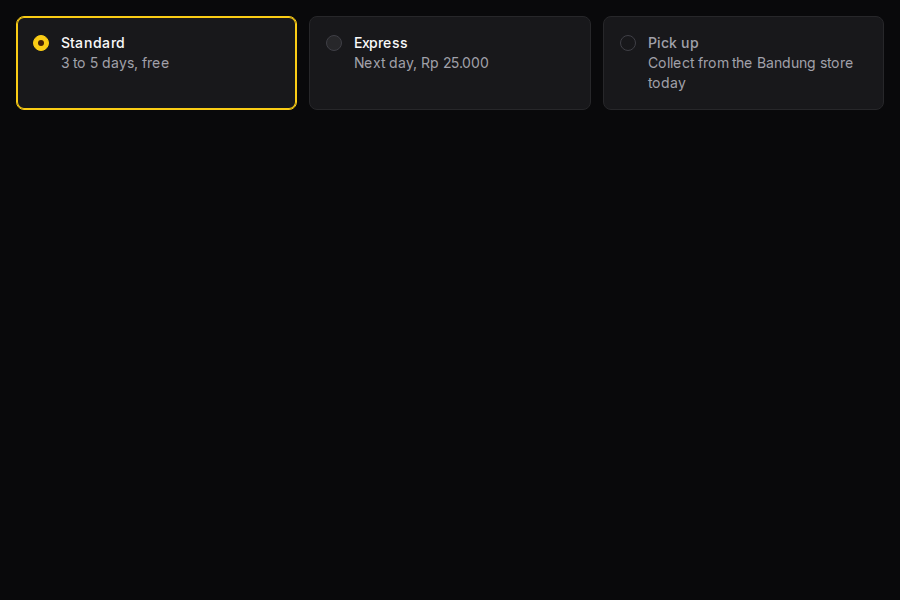 Standard
3 to 5 days, free
Express
Next day, Rp 25.000
Pick up
Collect from the Bandung store
today